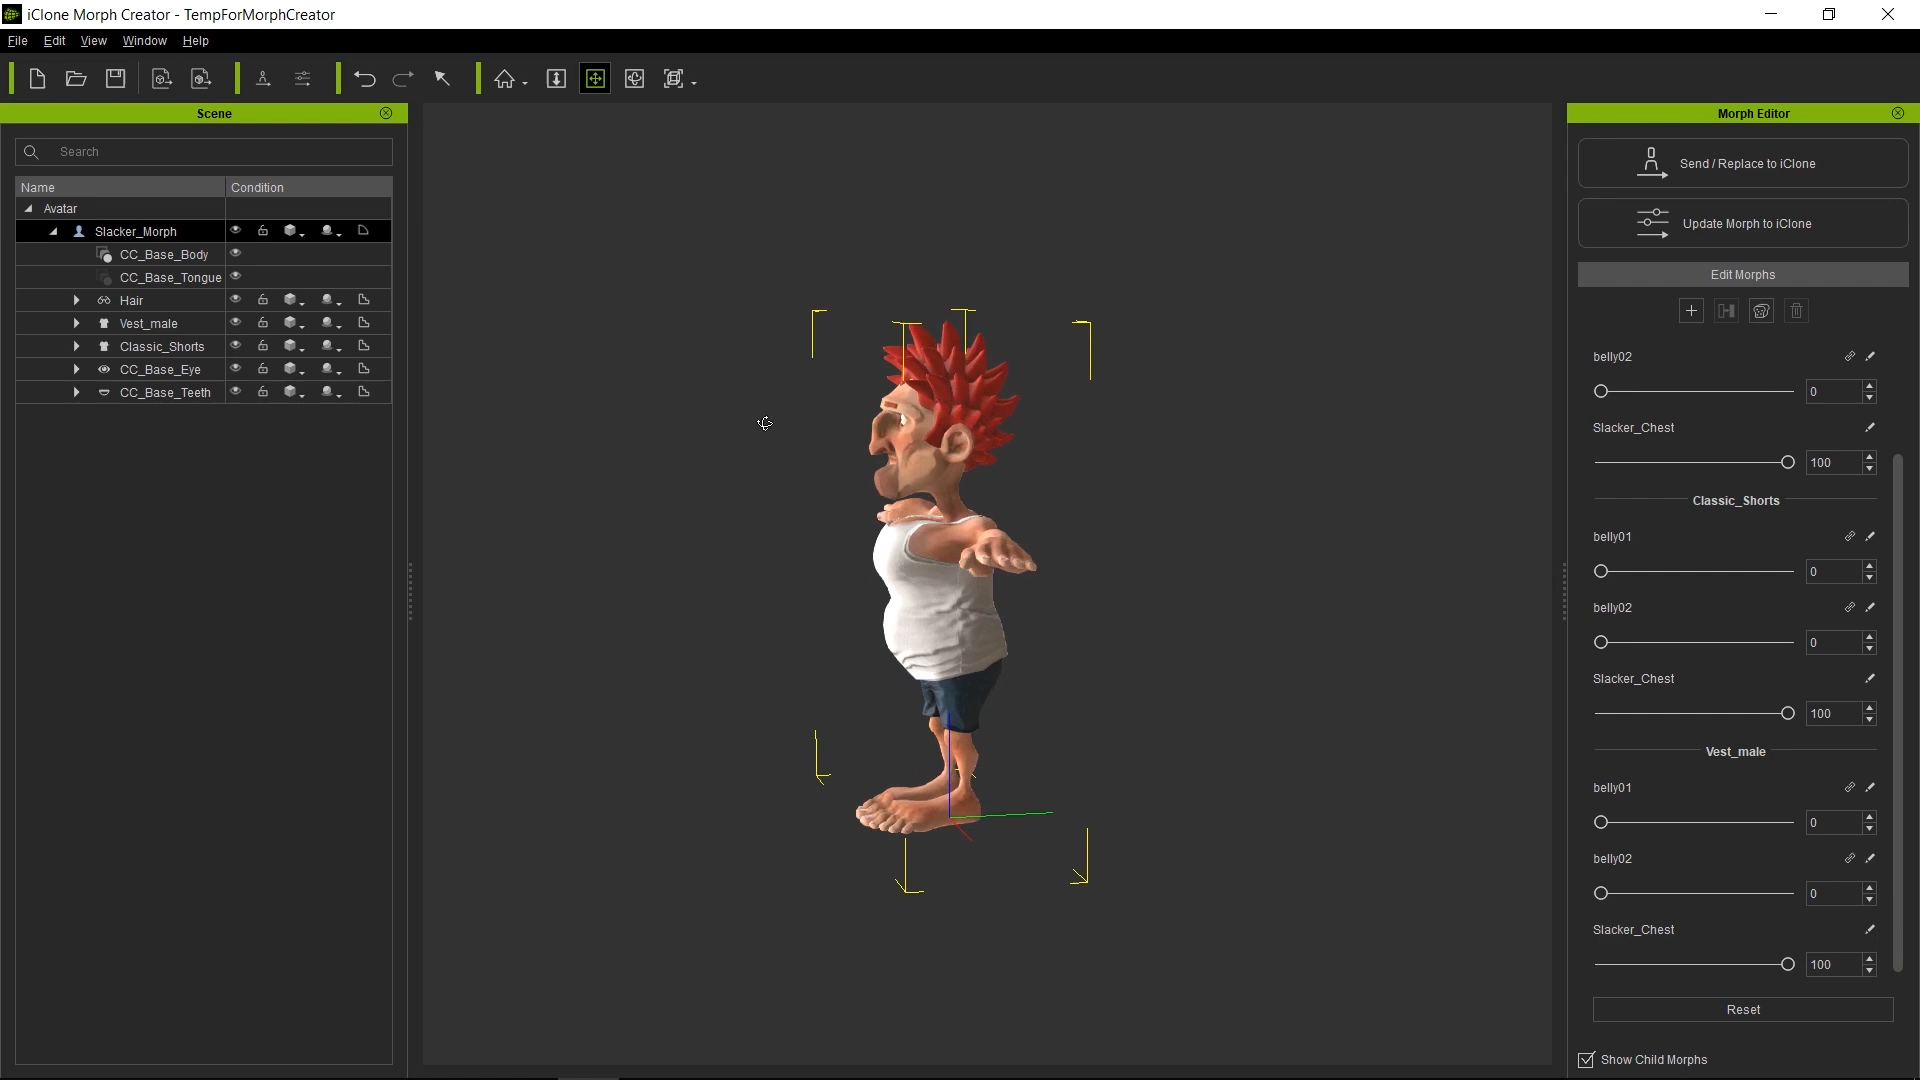 iClone Morph Creator - TempForMorphCreator
File Edit View Window Help
Scene
Search
Name Condition
Avatar
Slacker_Morph
CC_Base_Body
CC_Base_Tongue
Hair
Vest_male
Classic_Shorts
CC_Base_Eye
CC_Base_Teeth
Morph Editor
Send / Replace to iClone
Update Morph to iClone
Edit Morphs
belly02
0
Slacker_Chest
100
Classic_Shorts
belly01
0
belly02
0
Slacker_Chest
100
Vest_male
belly01
0
belly02
0
Slacker_Chest
100
Reset
Show Child Morphs